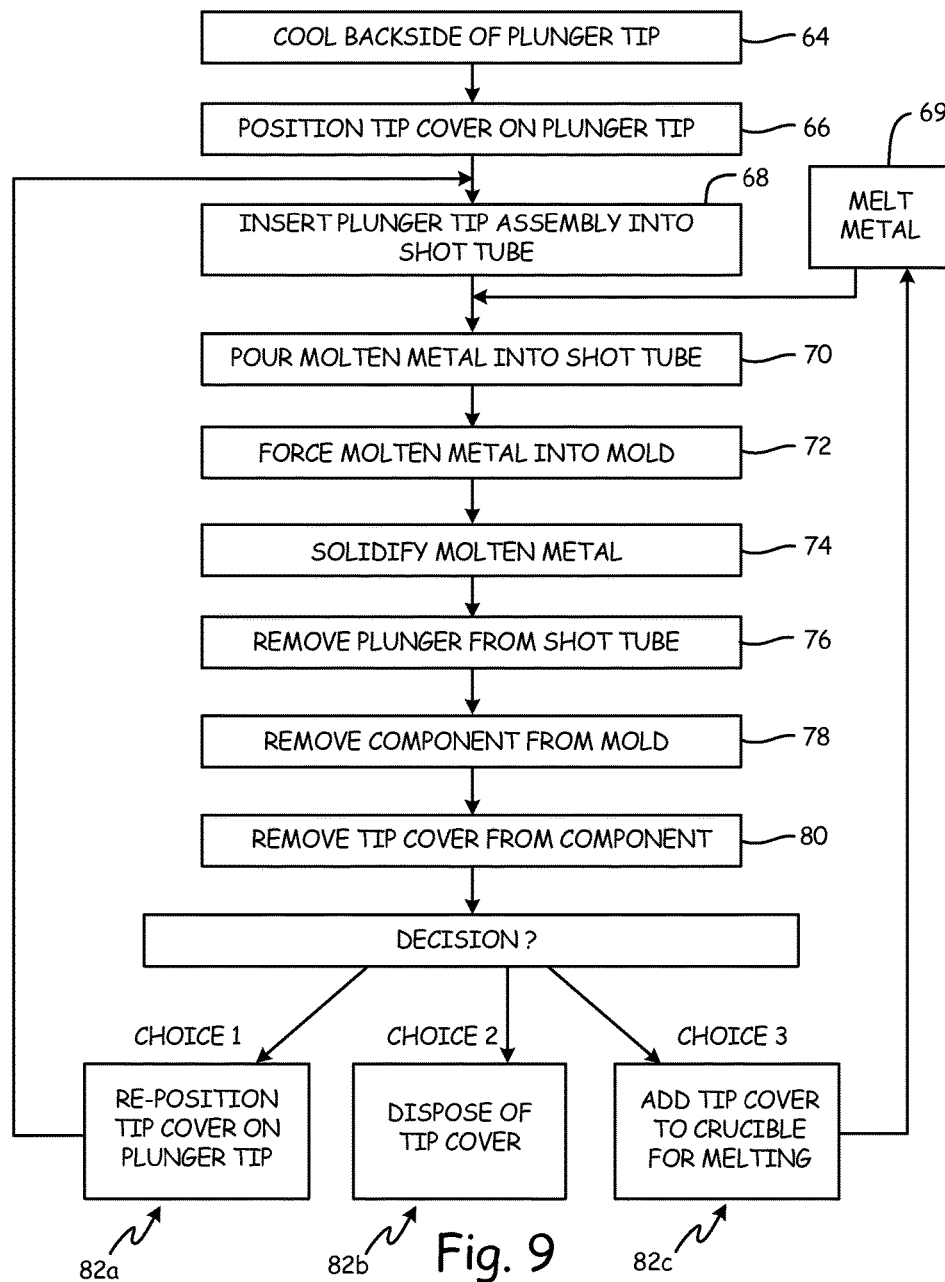 COOL BACKSIDE OF PLUNGER TIP
64
POSITION TIP COVER ON PLUNGER TIP
66
69
68
MELT
METAL
INSERT PLUNGER TIP ASSEMBLY INTO
SHOT TUBE
POUR MOLTEN METAL INTO SHOT TUBE
70
FORCE MOLTEN METAL INTO MOLD
72
SOLIDIFY MOLTEN METAL
74
REMOVE PLUNGER FROM SHOT TUBE
76
REMOVE COMPONENT FROM MOLD
78
REMOVE TIP COVER FROM COMPONENT
80
DECISION ?
CHOICE 1
RE-POSITION
TIP COVER ON
PLUNGER TIP
82a
CHOICE 2
DISPOSE OF
TIP COVER
82b
CHOICE 3
ADD TIP COVER
TO CRUCIBLE
FOR MELTING
82c
Fig. 9